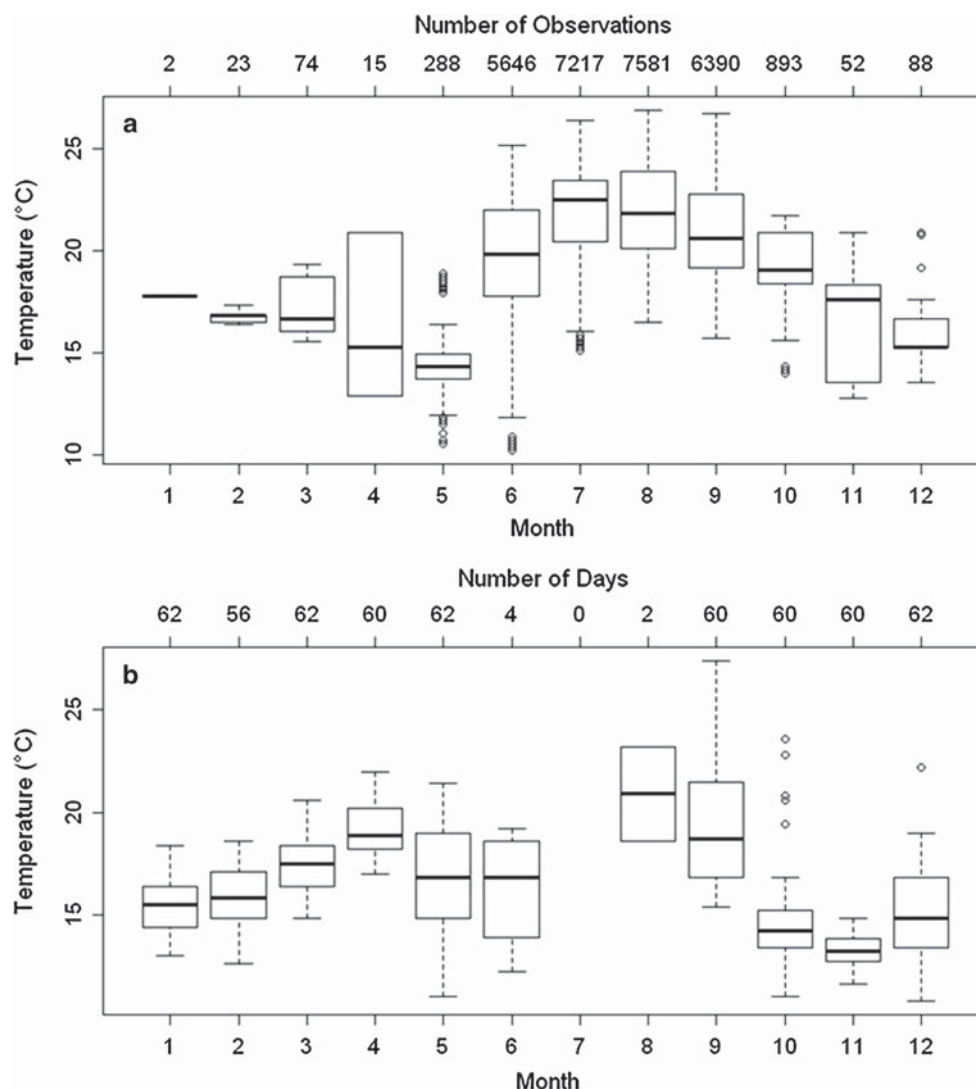 Number of Observations
2 23 74 15 288 5646 7217 7581 6390 893 52 88
a
25
20
15
10
Temperature (°C)
1 2 3 4 5 6 7 8 9 10 11 12
Month
Number of Days
62 56 62 60 62 4 0 2 60 60 60 62
b
25
20
15
Temperature (°C)
1 2 3 4 5 6 7 8 9 10 11 12
Month